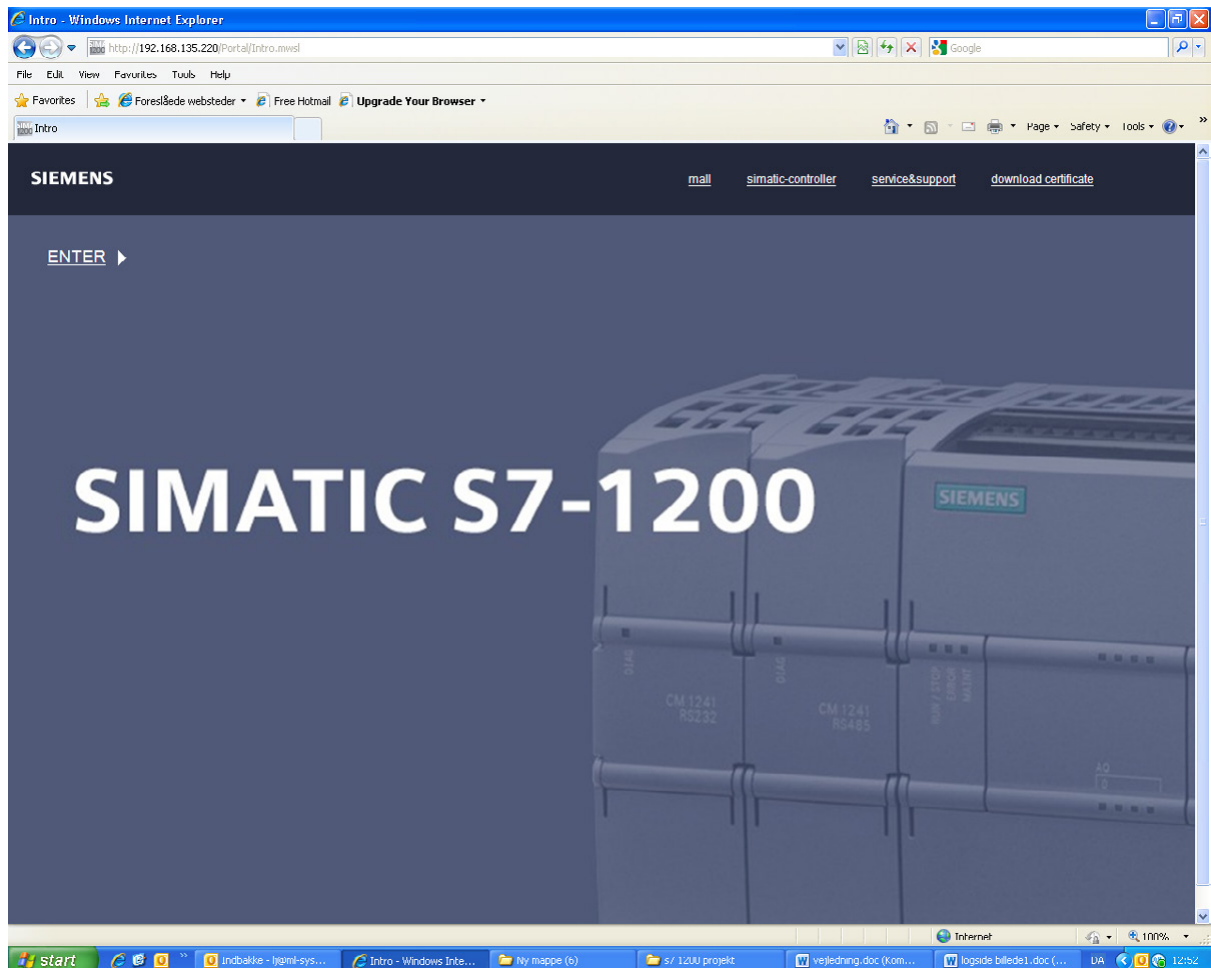 Intro - Windows Internet Explorer
http://192.168.135.220/Portal/Intro.mwsl
Google
File Edit View Favorites Tools Help
Favorites Foreslåede websteder Free Hotmail Upgrade Your Browser
Intro
Page Safety Tools
SIEMENS
mall simatic-controller service&support download certificate
ENTER
SIMATIC S7-1200
SIEMENS
DIAG
DIAG
CM 1241
RS232
CM 1241
RS485
RUN / STOP
ERROR
MAINT
AQ
0
Internet 100%
start Indbakke - lj@ml-sys... Intro - Windows Inte... Ny mappe (6) s7 1200 projekt vejledning.doc (Kom... logside billede1.doc (... DA 12:52